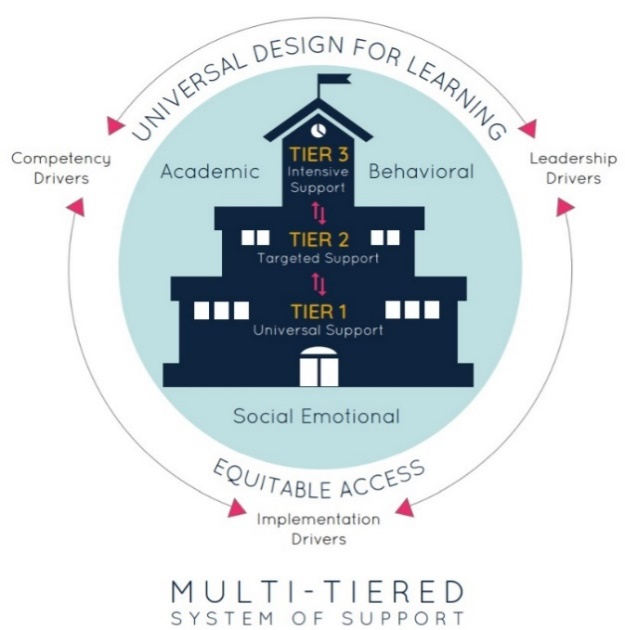 UNIVERSAL DESIGN FOR LEARNING
Competency
Drivers
Leadership
Drivers
Academic
Behavioral
TIER 3
Intensive
Support
TIER 2
Targeted Support
TIER 1
Universal Support
Social Emotional
EQUITABLE ACCESS
Implementation
Drivers
MULTI-TIERED
SYSTEM OF SUPPORT